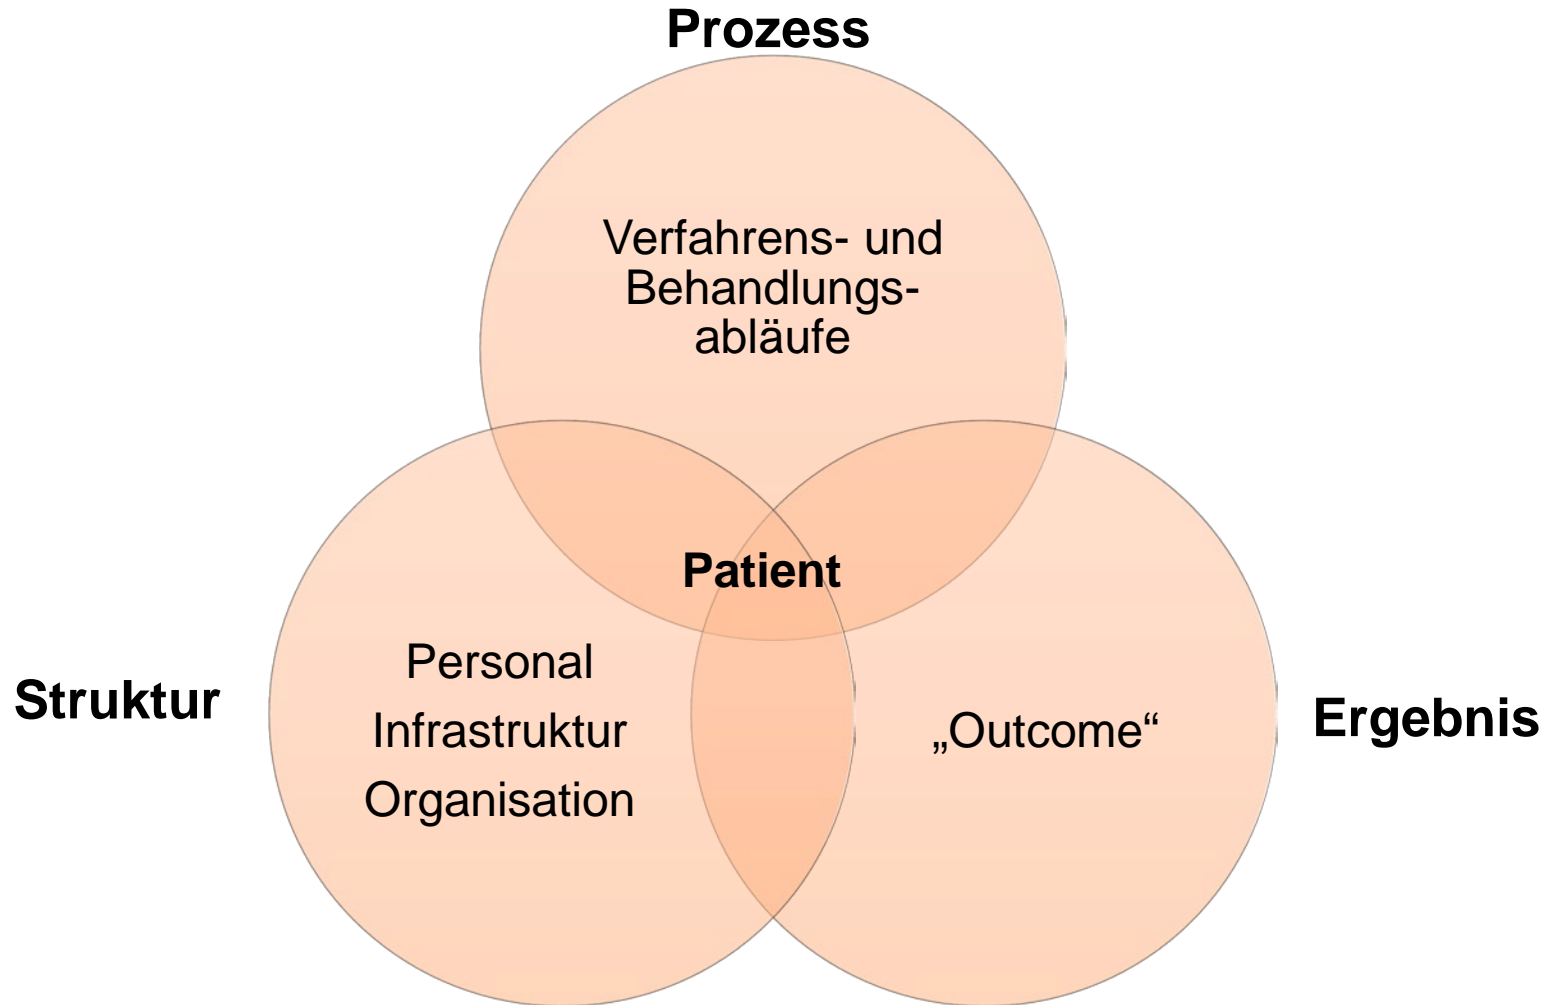 Prozess
Verfahrens- und
Behandlungs-
abläufe
Patient
Struktur
Personal
Infrastruktur
Organisation
„Outcome“
Ergebnis